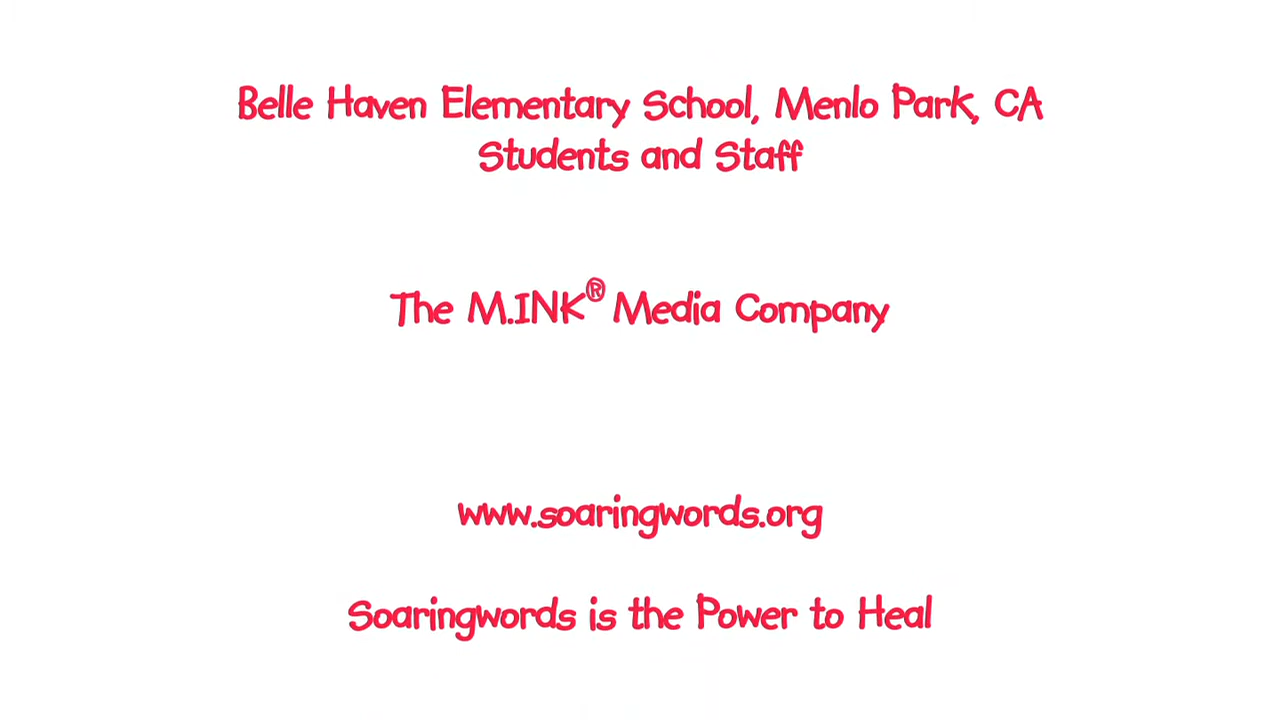 Belle Haven Elementary School, Menlo Park, CA
Students and Staff
The M.INK® Media Company
www.soaringwords.org
Soaringwords is the Power to Heal